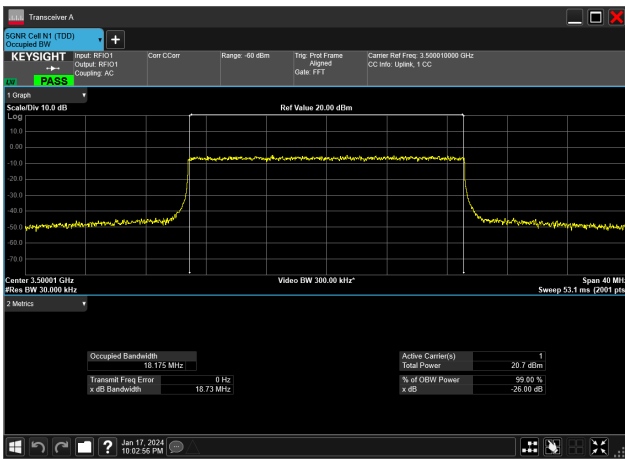 Transceiver A
5GNR Cell N1 (TDD)
Occupied BW
KEYSIGHT
PASS
Input: RFIO1
Output: RFIO1
Coupling: AC
Corr CCorr
Range: -60 dBm
Trig: Prot Frame
Aligned
Gate: FFT
Carrier Ref Freq: 3.500010000 GHz
CC Info: Uplink, 1 CC
1 Graph
Scale/Div 10.0 dB
Ref Value 20.00 dBm
Log
10.0
0.00
-10.0
-20.0
-30.0
-40.0
-50.0
-60.0
-70.0
Center 3.50001 GHz
Video BW 300.00 kHz*
Span 40 MHz
#Res BW 30.000 kHz
Sweep 53.1 ms (2001 pts
2 Metrics
Occupied Bandwidth
18.175 MHz
Transmit Freq Error 0 Hz
x dB Bandwidth 18.73 MHz
Active Carrier(s) 1
Total Power 20.7 dBm
% of OBW Power 99.00 %
x dB -26.00 dB
Jan 17, 2024
10:02:56 PM